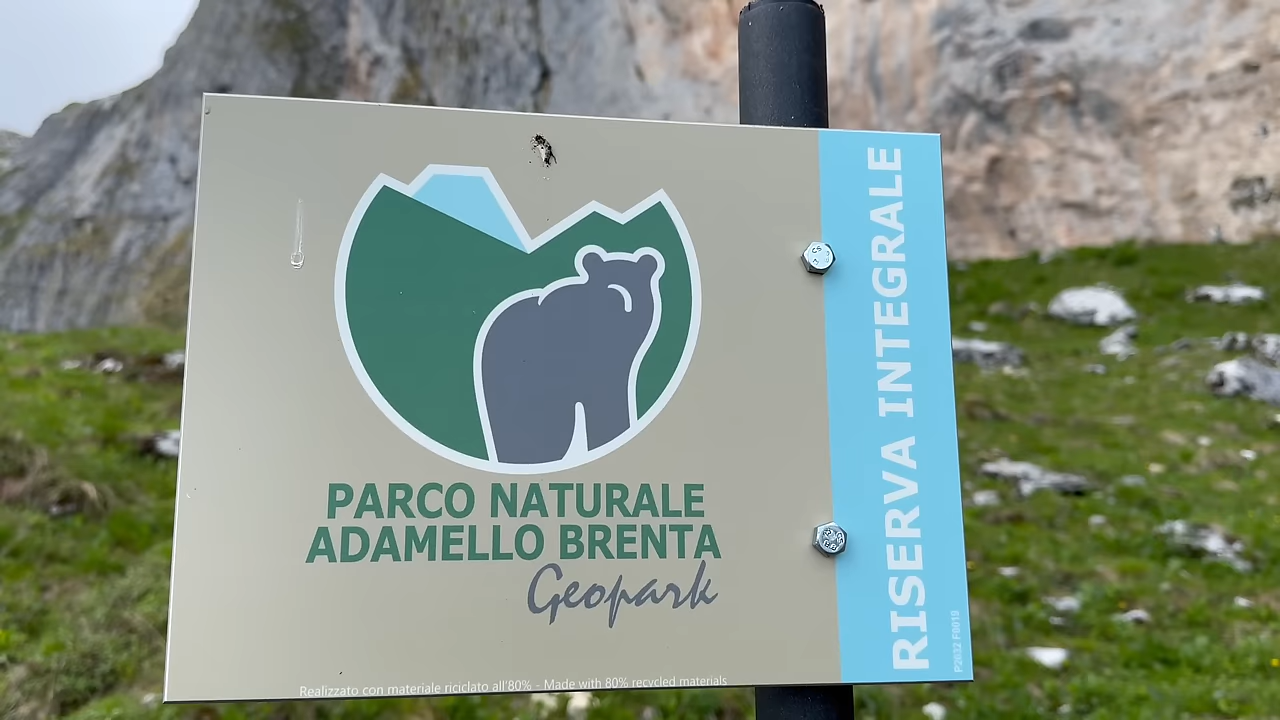 PARCO NATURALE
ADAMELLO BRENTA
Geopark
Realizzato con materiale riciclato all'80% - Made with 80% recycled materials
RISERVA INTEGRALE